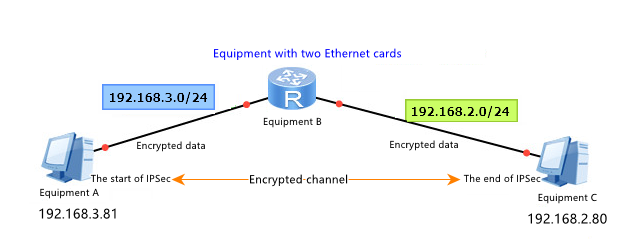 Equipment with two Ethernet cards
192.168.3.0/24
R
192.168.2.0/24
Equipment B
Encrypted data
Encrypted data
The start of IPSec
Encrypted channel
The end of IPSec
Equipment A
Equipment C
192.168.3.81
192.168.2.80